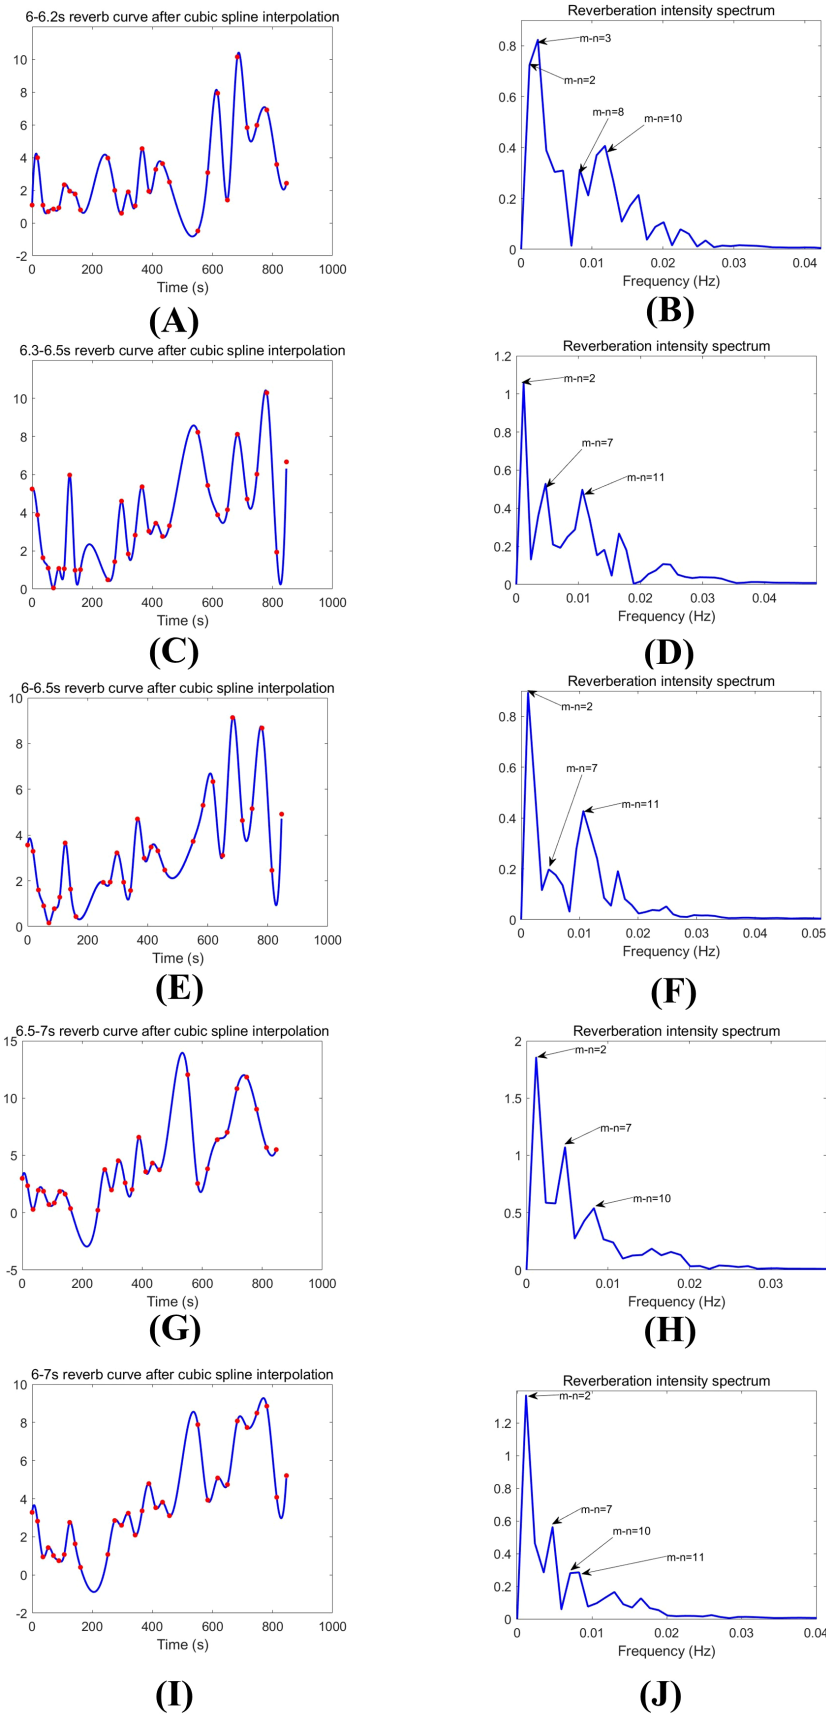 6-6.2s reverb curve after cubic spline interpolation
10
8
6
4
2
0
-2
0 200 400 600 800 1000
Time (s)
(A)
Reverberation intensity spectrum
0.8
0.6
0.4
0.2
0
m-n=3
m-n=2
m-n=8
m-n=10
0 0.01 0.02 0.03 0.04
Frequency (Hz)
(B)
6.3-6.5s reverb curve after cubic spline interpolation
10
8
6
4
2
0
0 200 400 600 800 1000
Time (s)
(C)
Reverberation intensity spectrum
1.2
1
0.8
0.6
0.4
0.2
0
m-n=2
m-n=7
m-n=11
0 0.01 0.02 0.03 0.04
Frequency (Hz)
(D)
6-6.5s reverb curve after cubic spline interpolation
10
8
6
4
2
0
0 200 400 600 800 1000
Time (s)
(E)
Reverberation intensity spectrum
0.8
0.6
0.4
0.2
0
m-n=2
m-n=7
m-n=11
0 0.01 0.02 0.03 0.04 0.05
Frequency (Hz)
(F)
6.5-7s reverb curve after cubic spline interpolation
15
10
5
0
-5
0 200 400 600 800 1000
Time (s)
(G)
Reverberation intensity spectrum
2
1.5
1
0.5
0
m-n=2
m-n=7
m-n=10
0 0.01 0.02 0.03
Frequency (Hz)
(H)
6-7s reverb curve after cubic spline interpolation
10
8
6
4
2
0
-2
0 200 400 600 800 1000
Time (s)
(I)
Reverberation intensity spectrum
1.2
1
0.8
0.6
0.4
0.2
0
m-n=2
m-n=7
m-n=10
m-n=11
0 0.01 0.02 0.03 0.04
Frequency (Hz)
(J)